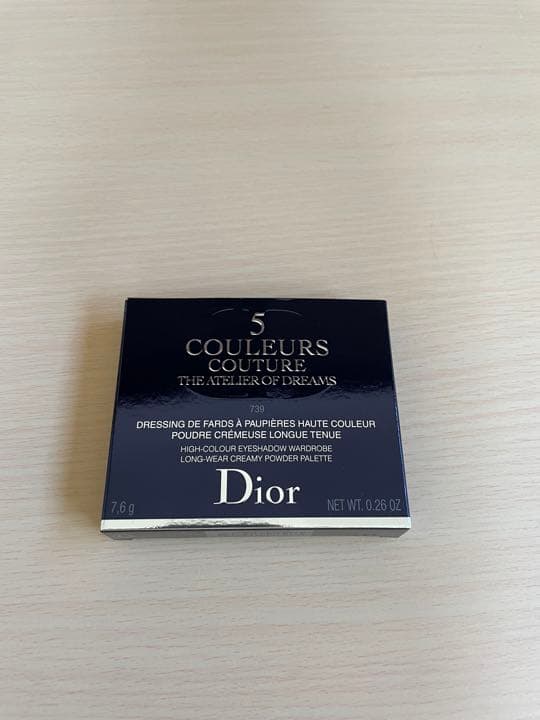 5
COULEURS
COUTURE
THE ATELIER OF DREAMS
739
DRESSING DE FARDS À PAUPIÈRES HAUTE COULEUR
POUDRE CRÉMEUSE LONGUE TENUE
HIGH-COLOUR EYESHADOW WARDROBE
LONG-WEAR CREAMY POWDER PALETTE
Dior
7,6 g NET WT. 0.26 OZ